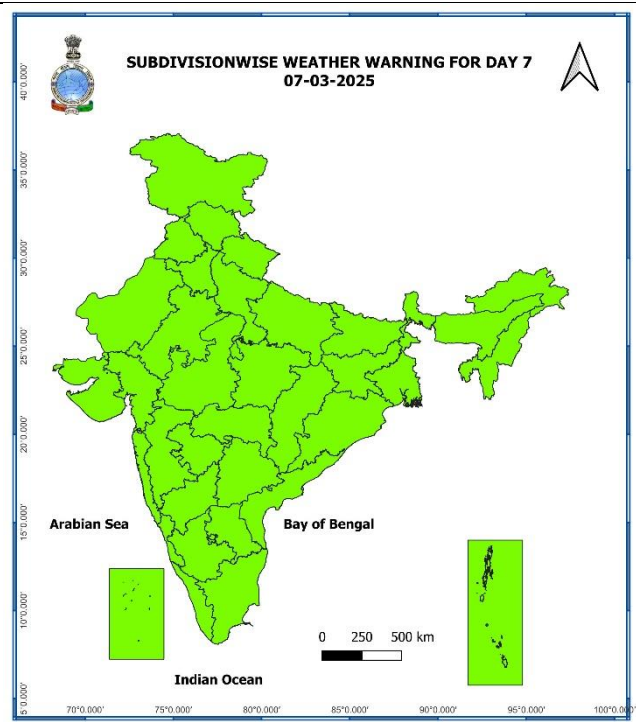 SUBDIVISIONWISE WEATHER WARNING FOR DAY 7
07-03-2025
40°0.000'
35°0.000'
30°0.000'
25°0.000'
20°0.000'
15°0.000'
10°0.000'
5°0.000'
Arabian Sea
Bay of Bengal
0 250 500 km
Indian Ocean
70°0.000' 75°0.000' 80°0.000' 85°0.000' 90°0.000' 95°0.000' 100°0.000'